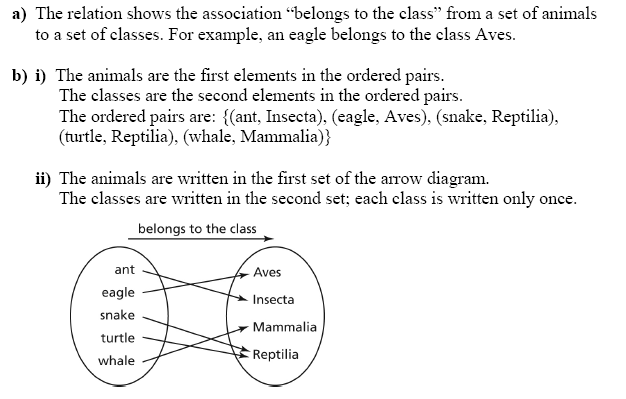 a) The relation shows the association “belongs to the class” from a set of animals
to a set of classes. For example, an eagle belongs to the class Aves.
b) i) The animals are the first elements in the ordered pairs.
The classes are the second elements in the ordered pairs.
The ordered pairs are: {(ant, Insecta), (eagle, Aves), (snake, Reptilia),
(turtle, Reptilia), (whale, Mammalia)}
ii) The animals are written in the first set of the arrow diagram.
The classes are written in the second set; each class is written only once.
belongs to the class
ant
eagle
snake
turtle
whale
Aves
Insecta
Mammalia
Reptilia